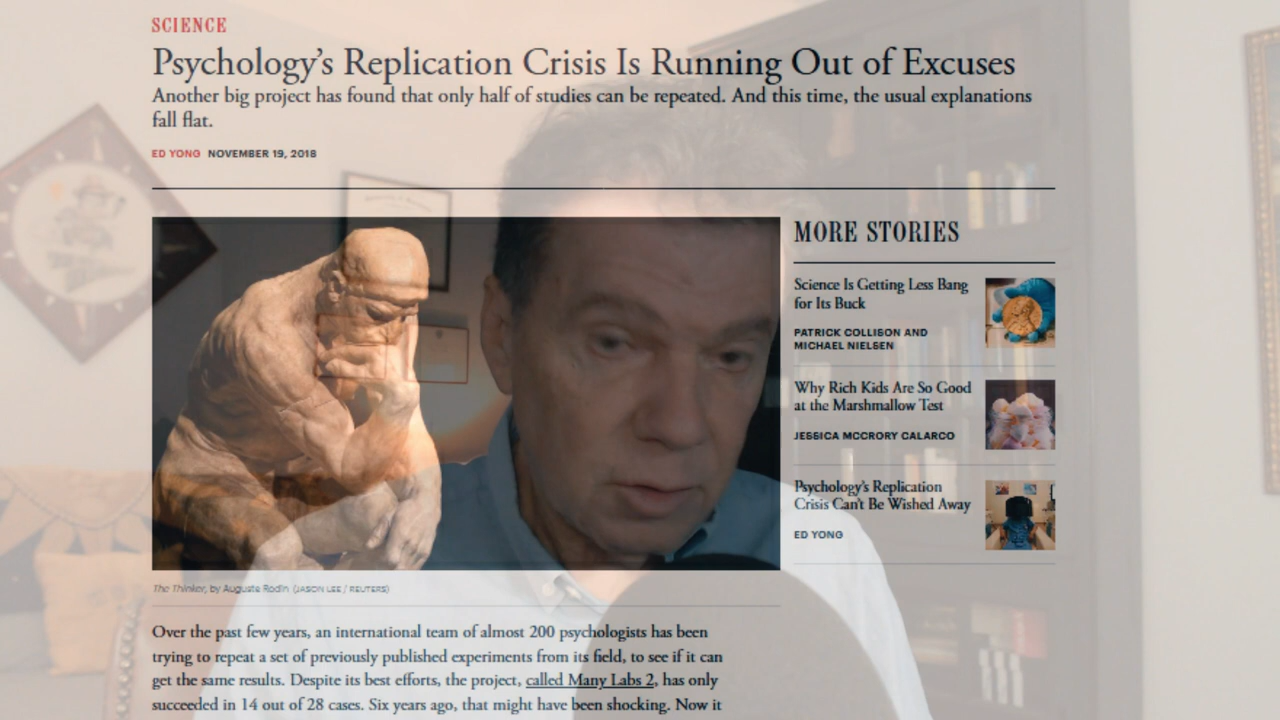 SCIENCE
Psychology's Replication Crisis Is Running Out of Excuses
Another big project has found that only half of studies can be repeated. And this time, the usual explanations
fall flat.
ED YONG NOVEMBER 19, 2018
MORE STORIES
Science Is Getting Less Bang
for Its Buck
PATRICK COLLISON AND
MICHAEL NIELSEN
Why Rich Kids Are So Good
at the Marshmallow Test
JESSICA MCCRORY CALARCO
Psychology's Replication
Crisis Can't Be Wished Away
ED YONG
The Thinker, by Auguste Rodin (JASON LEE / REUTERS)
Over the past few years, an international team of almost 200 psychologists has been
trying to repeat a set of previously published experiments from its field, to see if it can
get the same results. Despite its best efforts, the project, called Many Labs 2, has only
succeeded in 14 out of 28 cases. Six years ago, that might have been shocking. Now it